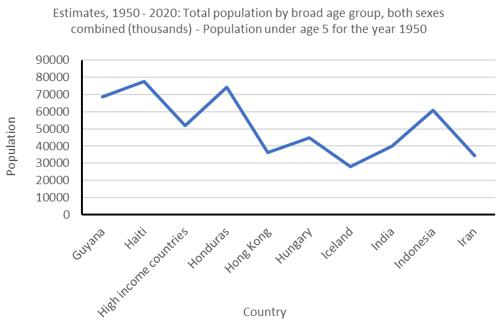 Estimates, 1950 - 2020: Total population by broad age group, both sexes
combined (thousands) - Population under age 5 for the year 1950
90000
80000
70000
60000
50000
40000
30000
20000
10000
0
Population
Guyana
Haiti
High income countries
Honduras
Hong Kong
Hungary
Iceland
India
Indonesia
Iran
Country